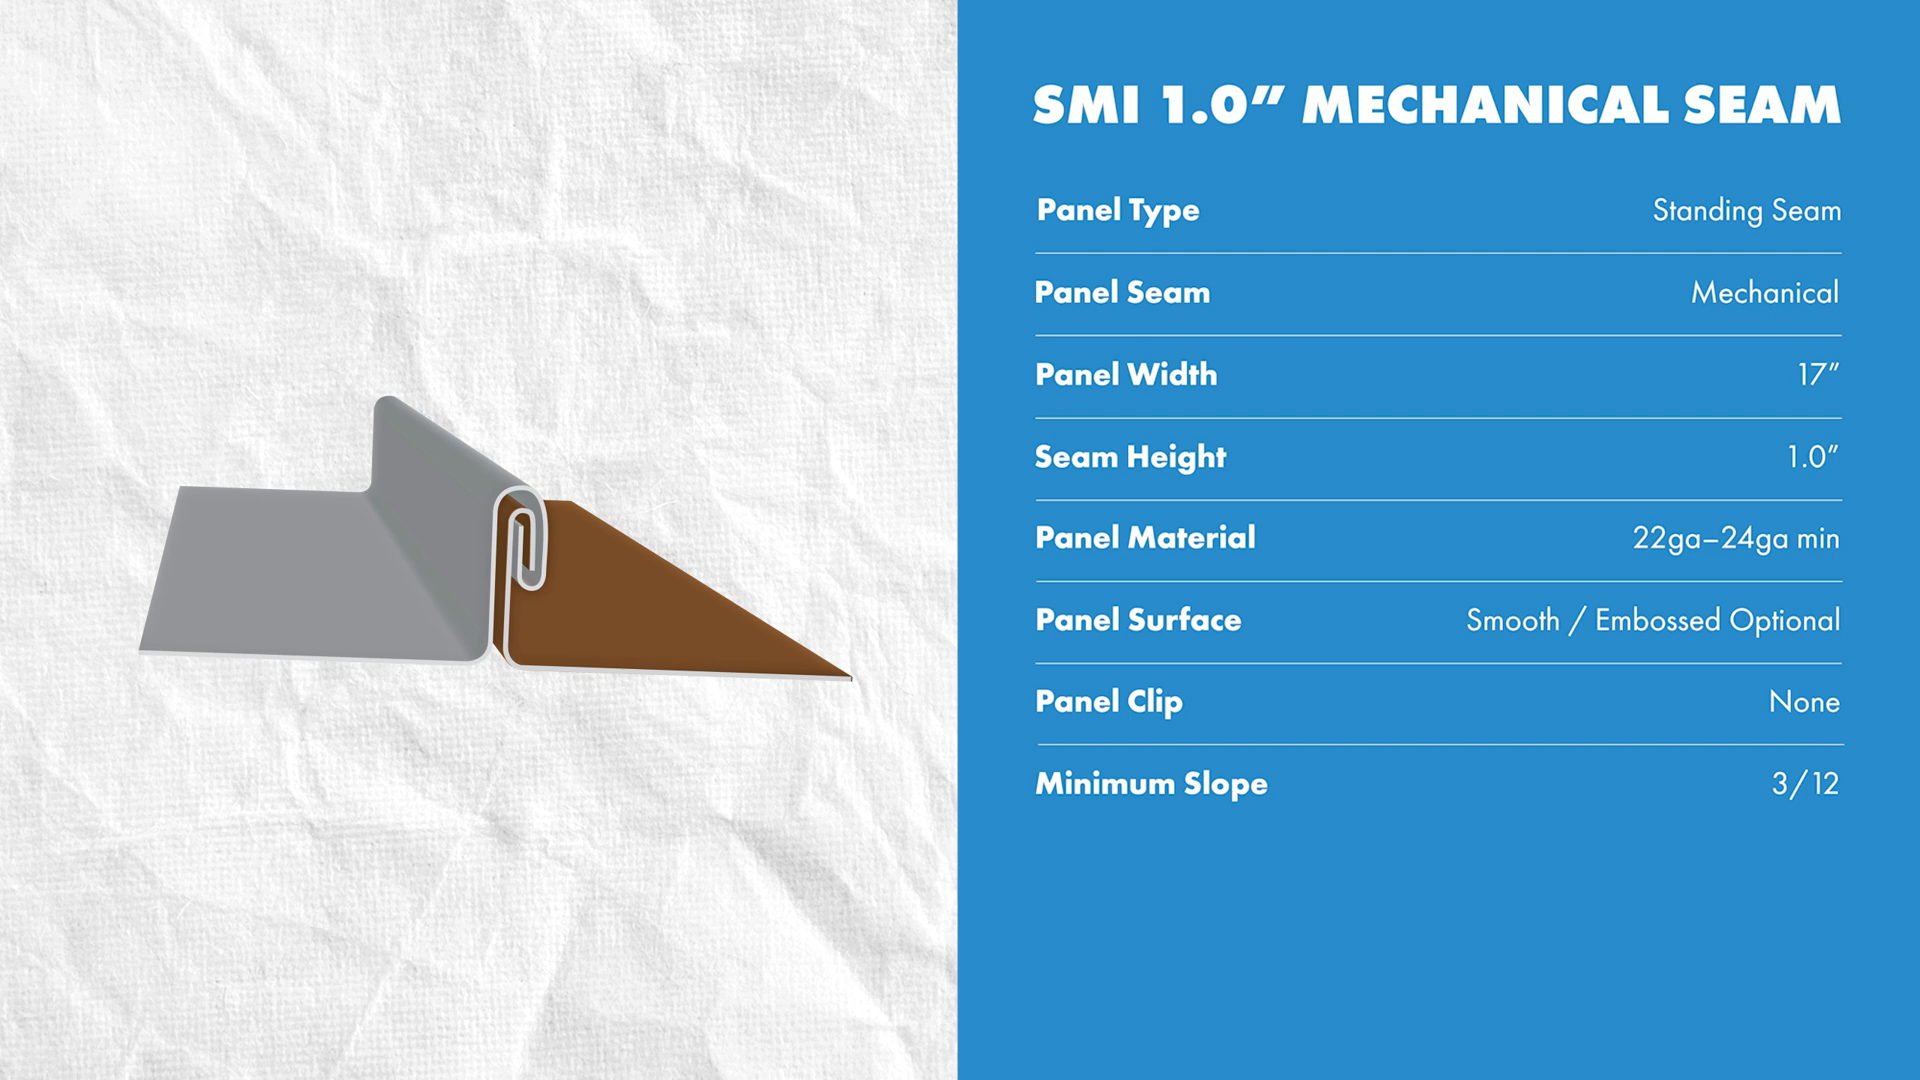 SMI 1.0” MECHANICAL SEAM
Panel Type Standing Seam
Panel Seam Mechanical
Panel Width 17”
Seam Height 1.0”
Panel Material 22ga–24ga min
Panel Surface Smooth / Embossed Optional
Panel Clip None
Minimum Slope 3/12